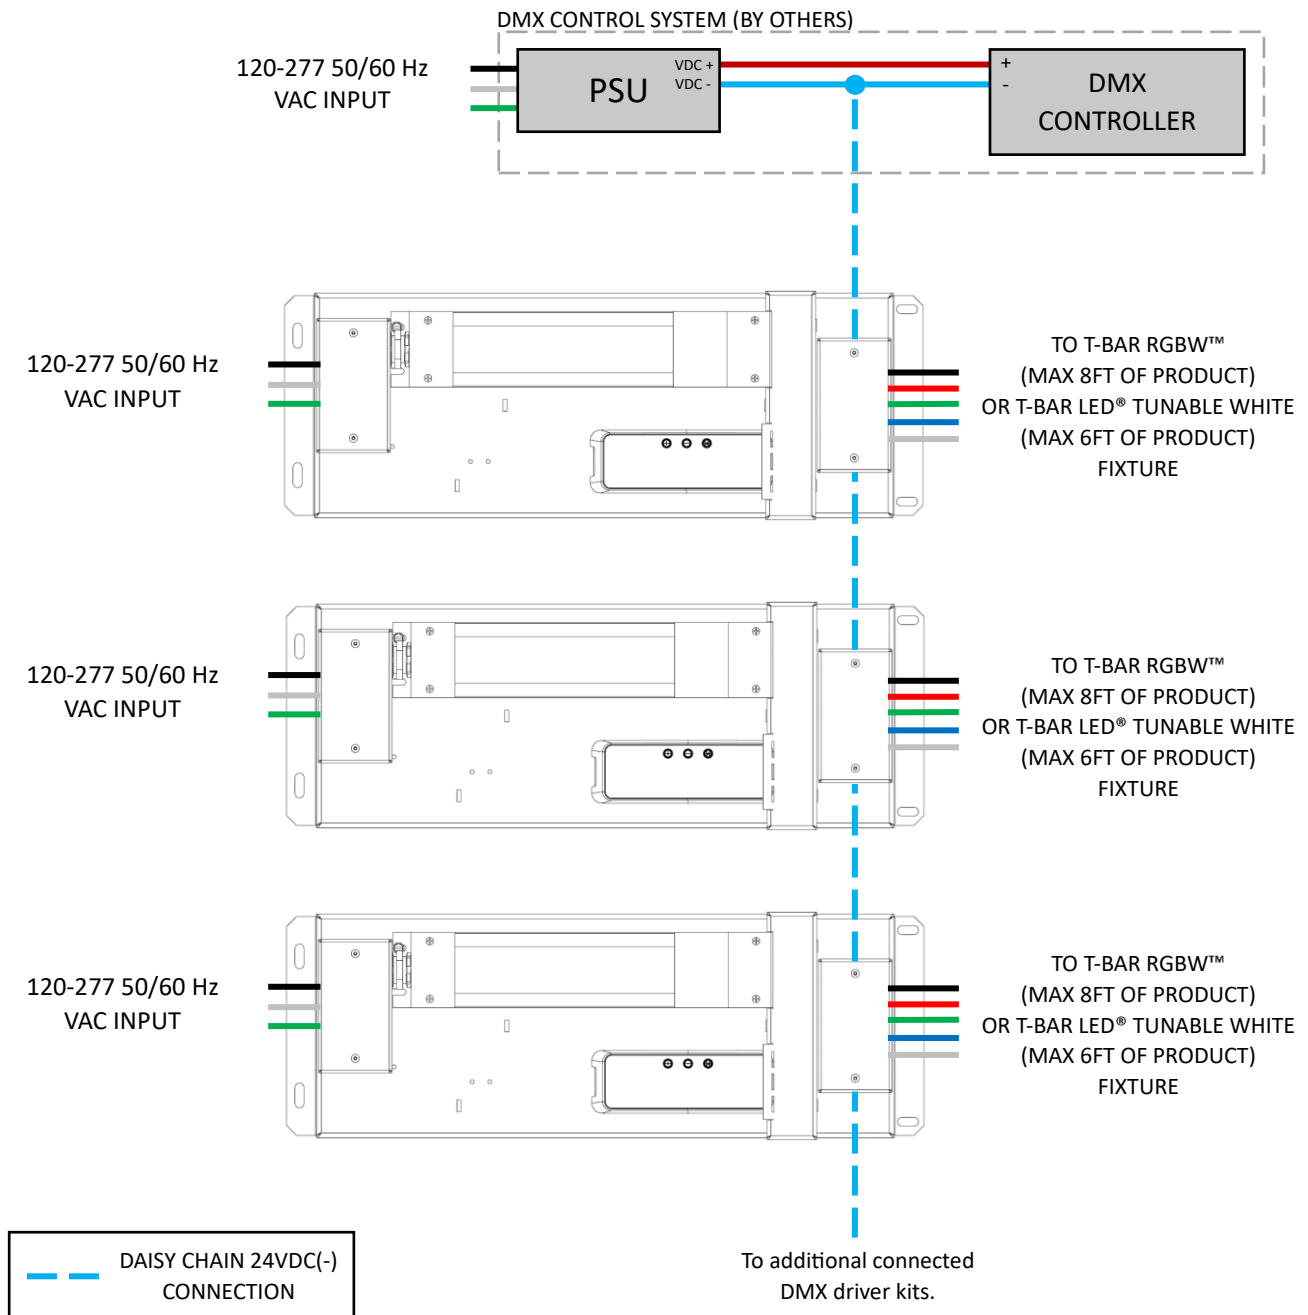 DMX CONTROL SYSTEM (BY OTHERS)
120-277 50/60 Hz
VAC INPUT
PSU
VDC +
VDC -
+
-
DMX
CONTROLLER
120-277 50/60 Hz
VAC INPUT
TO T-BAR RGBW™
(MAX 8FT OF PRODUCT)
OR T-BAR LED® TUNABLE WHITE
(MAX 6FT OF PRODUCT)
FIXTURE
120-277 50/60 Hz
VAC INPUT
TO T-BAR RGBW™
(MAX 8FT OF PRODUCT)
OR T-BAR LED® TUNABLE WHITE
(MAX 6FT OF PRODUCT)
FIXTURE
120-277 50/60 Hz
VAC INPUT
TO T-BAR RGBW™
(MAX 8FT OF PRODUCT)
OR T-BAR LED® TUNABLE WHITE
(MAX 6FT OF PRODUCT)
FIXTURE
DAISY CHAIN 24VDC(-)
CONNECTION
To additional connected
DMX driver kits.